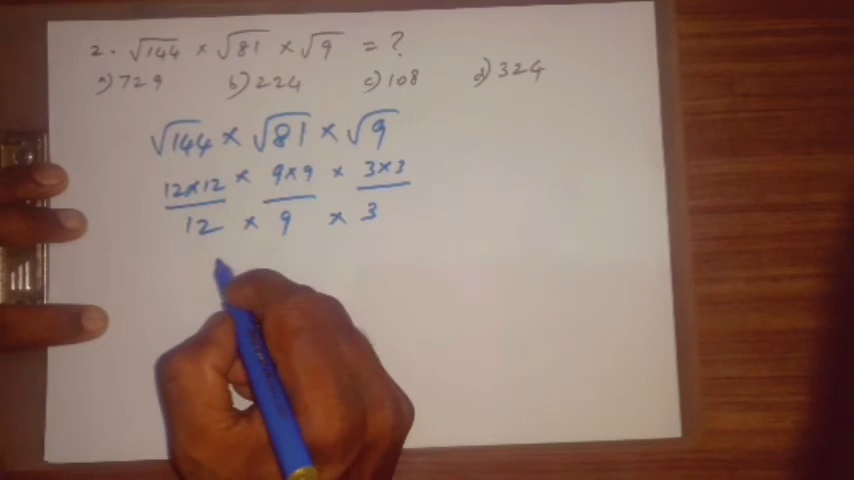 2. √144 × √81 × √9 = ?
a) 729 b) 224 c) 108 d) 324
√144 × √81 × √9
12×12 × 9×9 × 3×3
12 × 9 × 3